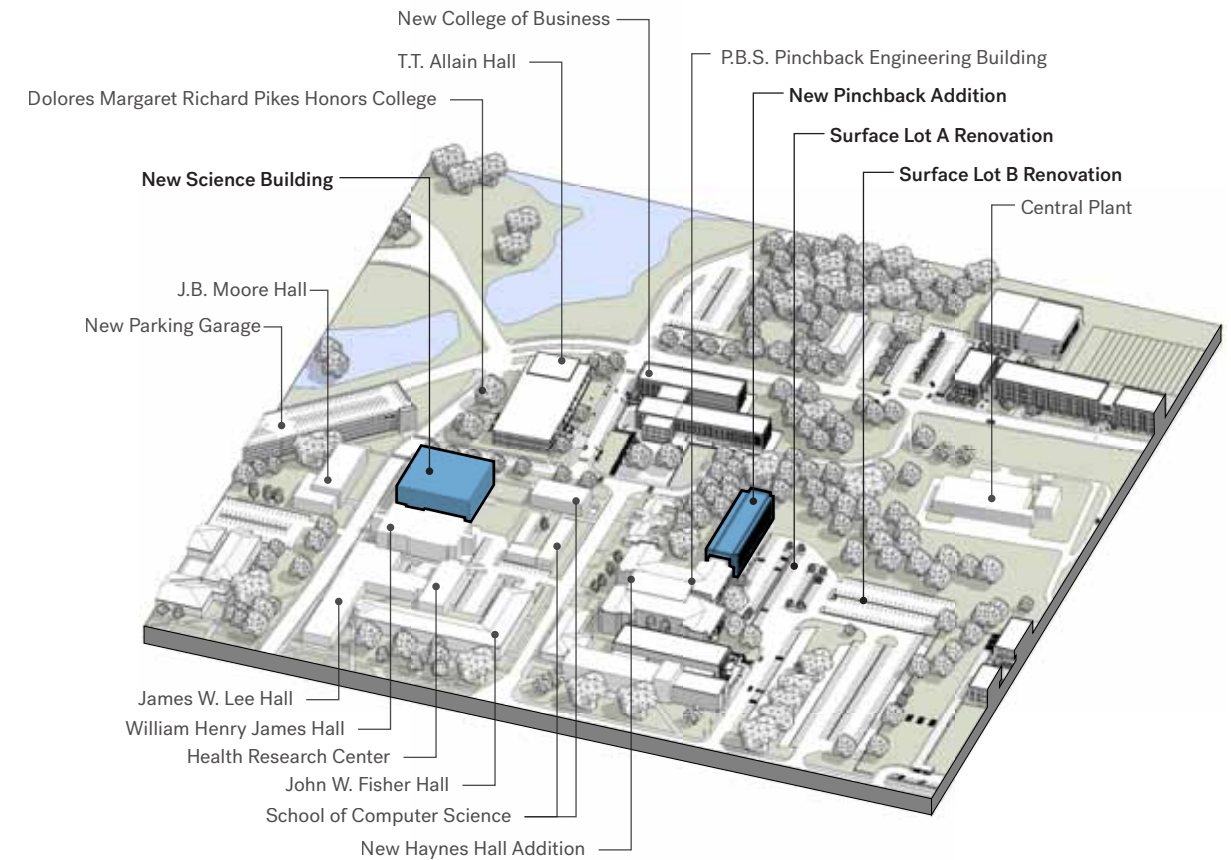 New College of Business
T.T. Allain Hall
P.B.S. Pinchback Engineering Building
Dolores Margaret Richard Pikes Honors College
New Pinchback Addition
Surface Lot A Renovation
New Science Building
Surface Lot B Renovation
Central Plant
J.B. Moore Hall
New Parking Garage
James W. Lee Hall
William Henry James Hall
Health Research Center
John W. Fisher Hall
School of Computer Science
New Haynes Hall Addition